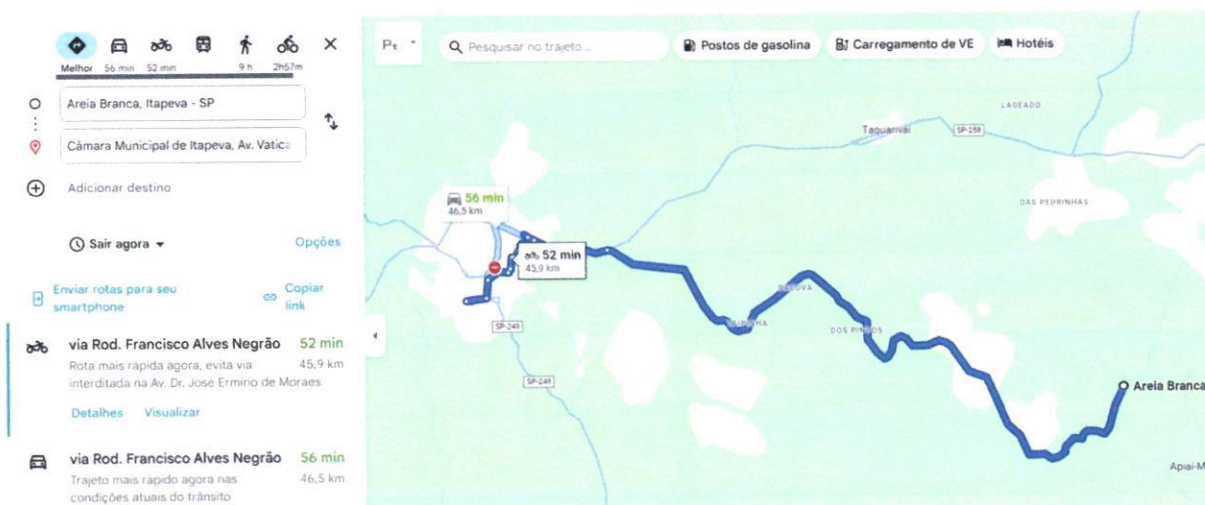 Melhor 56 min 52 min 9 h 2h57m
Areia Branca, Itapeva - SP
Câmara Municipal de Itapeva, Av. Vatica
Adicionar destino
Sair agora
Opções
Enviar rotas para seu
smartphone
Copiar
link
via Rod. Francisco Alves Negrão 52 min
Rota mais rápida agora, evita via 45,9 km
interditada na Av. Dr. José Ermírio de Moraes
Detalhes Visualizar
via Rod. Francisco Alves Negrão 56 min
Trajeto mais rápido agora nas 46,5 km
condições atuais do trânsito
Pesquisar no trajeto...
Postos de gasolina
Carregamento de VE
Hotéis
LAGEADO
Taquarivaí
SP-258
DAS PEDRINHAS
56 min
46,5 km
52 min
45,9 km
SP-249
DOS PINHOS
SP-249
Areia Branca
Apiaí-M